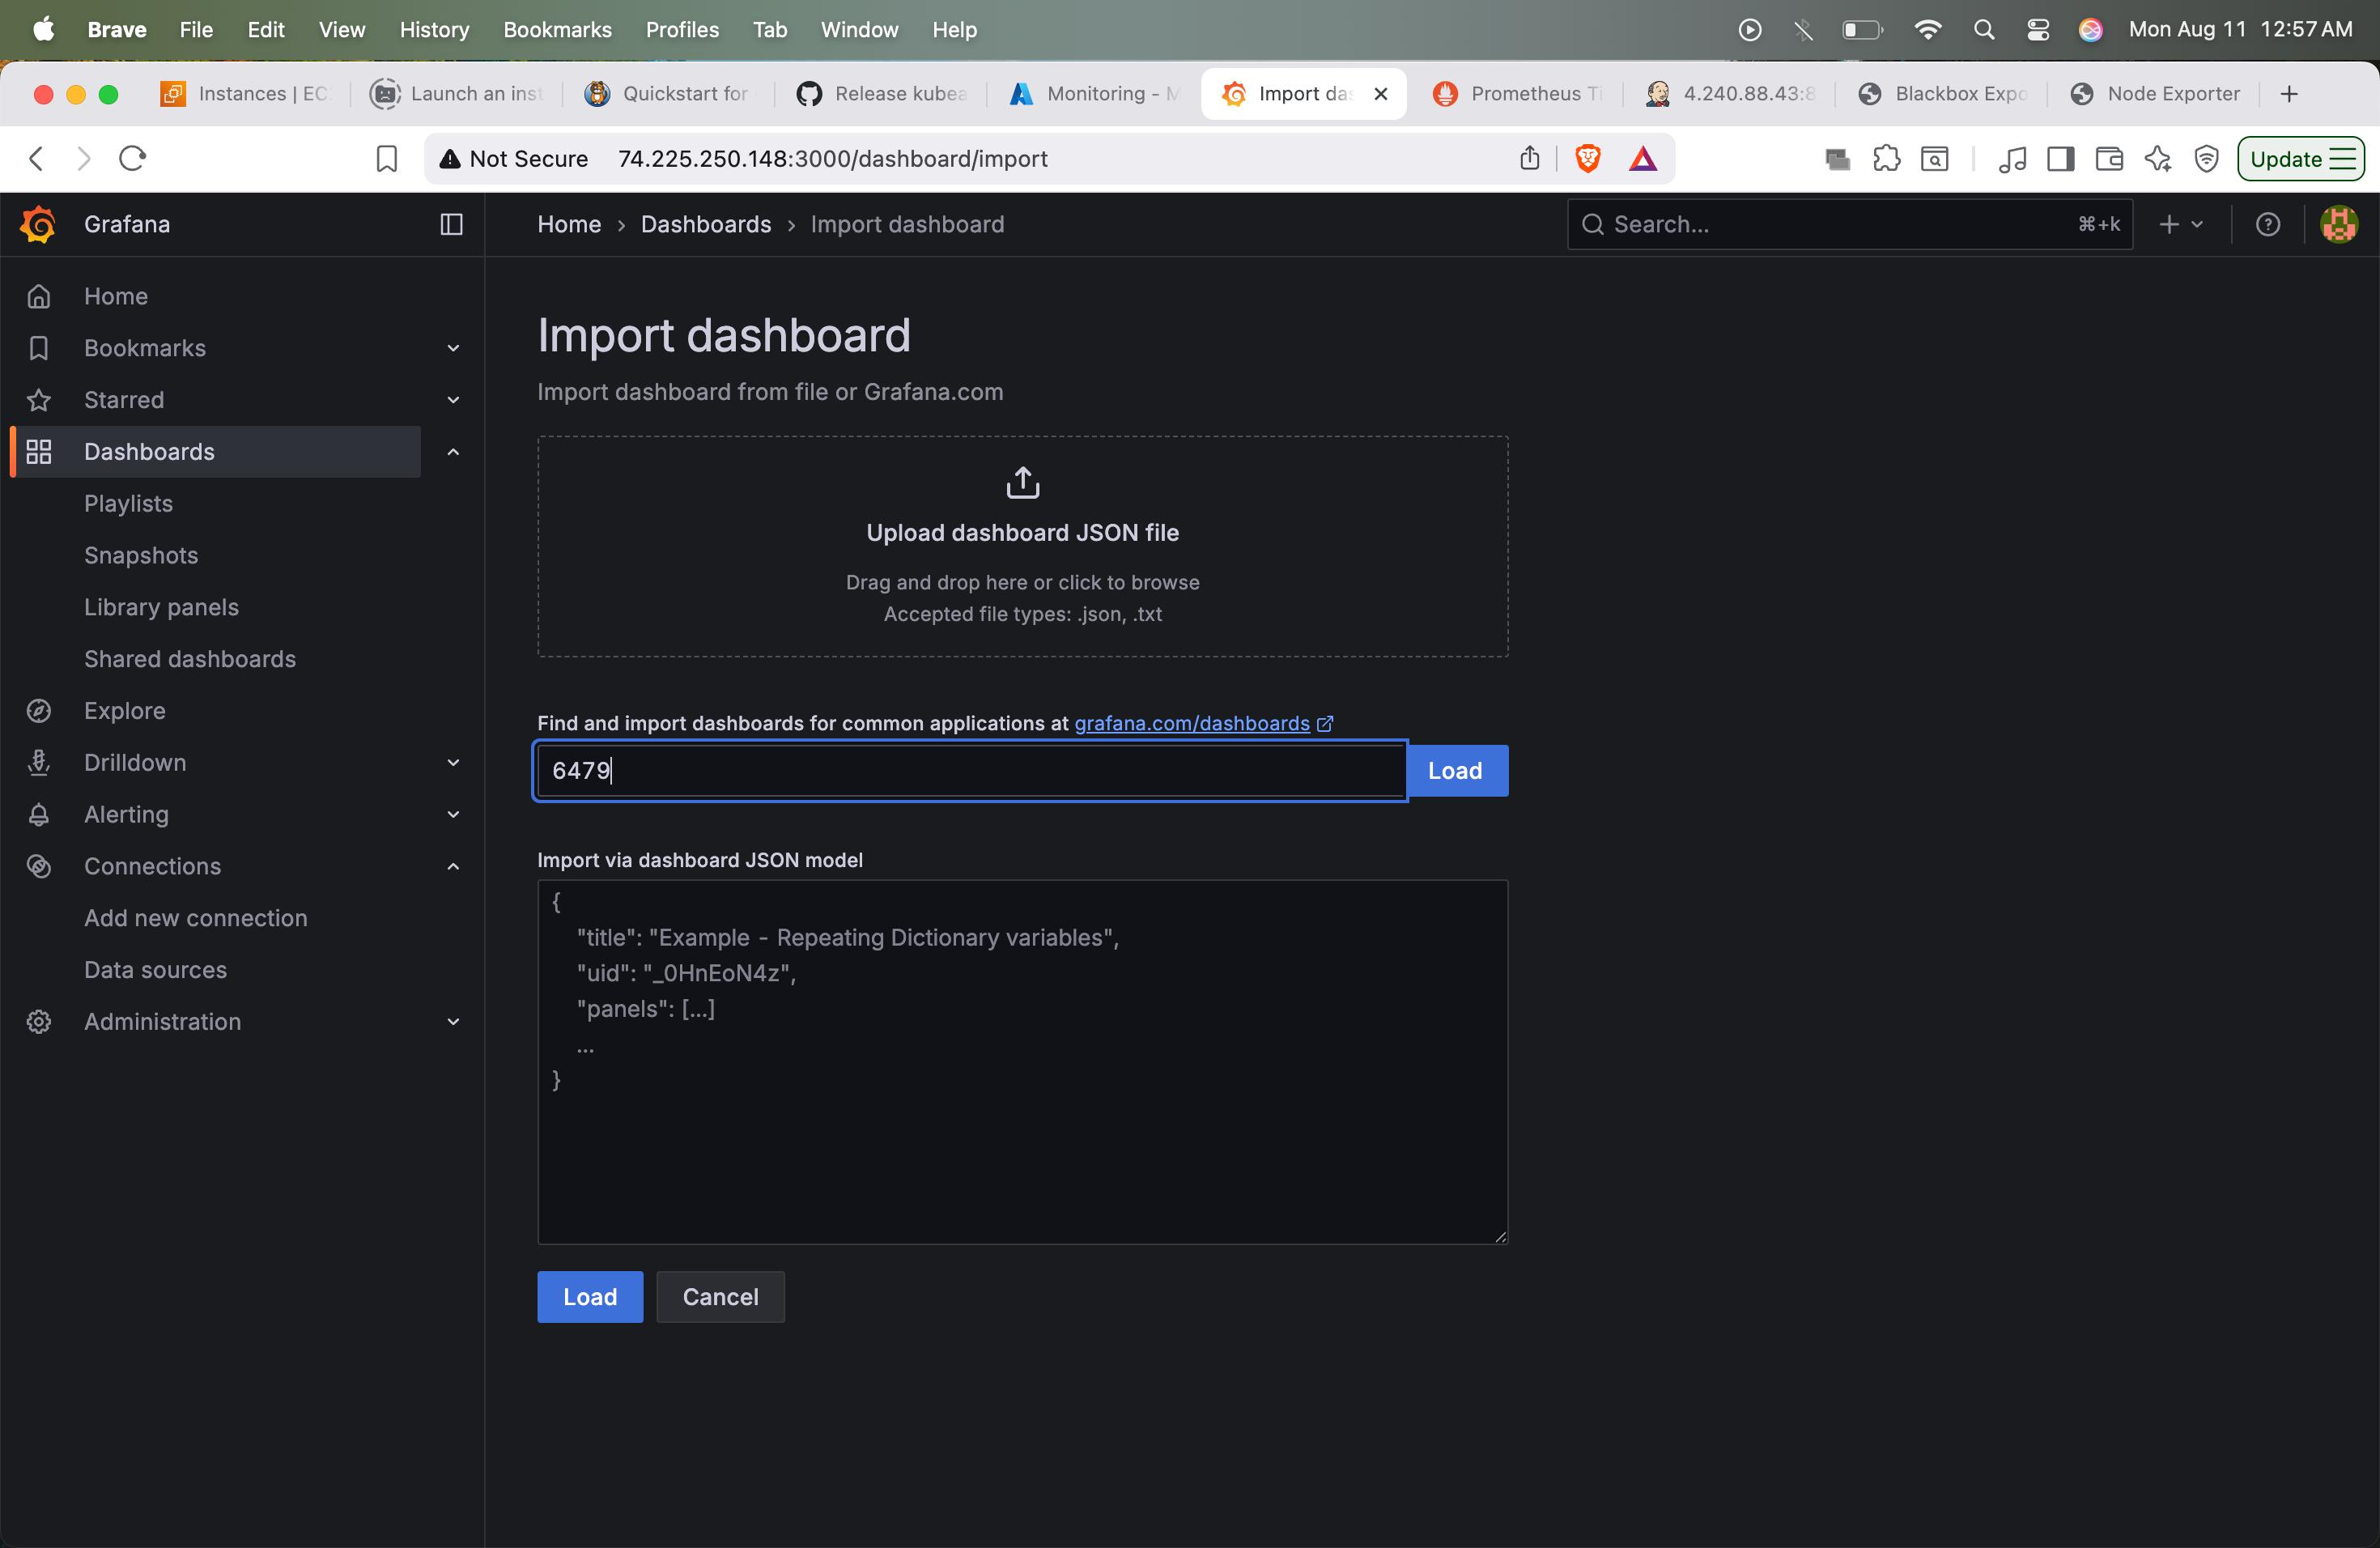 Brave File Edit View History Bookmarks Profiles Tab Window Help Mon Aug 11 12:57 AM
Instances | EC Launch an inst Quickstart for Release kubea Monitoring - M Import das Prometheus Ti 4.240.88.43:8 Blackbox Expo Node Exporter
Not Secure 74.225.250.148:3000/dashboard/import Update
Grafana Home › Dashboards › Import dashboard Search... ⌘+k
Home
Bookmarks
Starred
Dashboards
Playlists
Snapshots
Library panels
Shared dashboards
Explore
Drilldown
Alerting
Connections
Add new connection
Data sources
Administration
Import dashboard
Import dashboard from file or Grafana.com
Upload dashboard JSON file
Drag and drop here or click to browse
Accepted file types: .json, .txt
Find and import dashboards for common applications at grafana.com/dashboards
6479 Load
Import via dashboard JSON model
{
"title": "Example - Repeating Dictionary variables",
"uid": "_0HnEoN4z",
"panels": [...]
...
}
Load Cancel